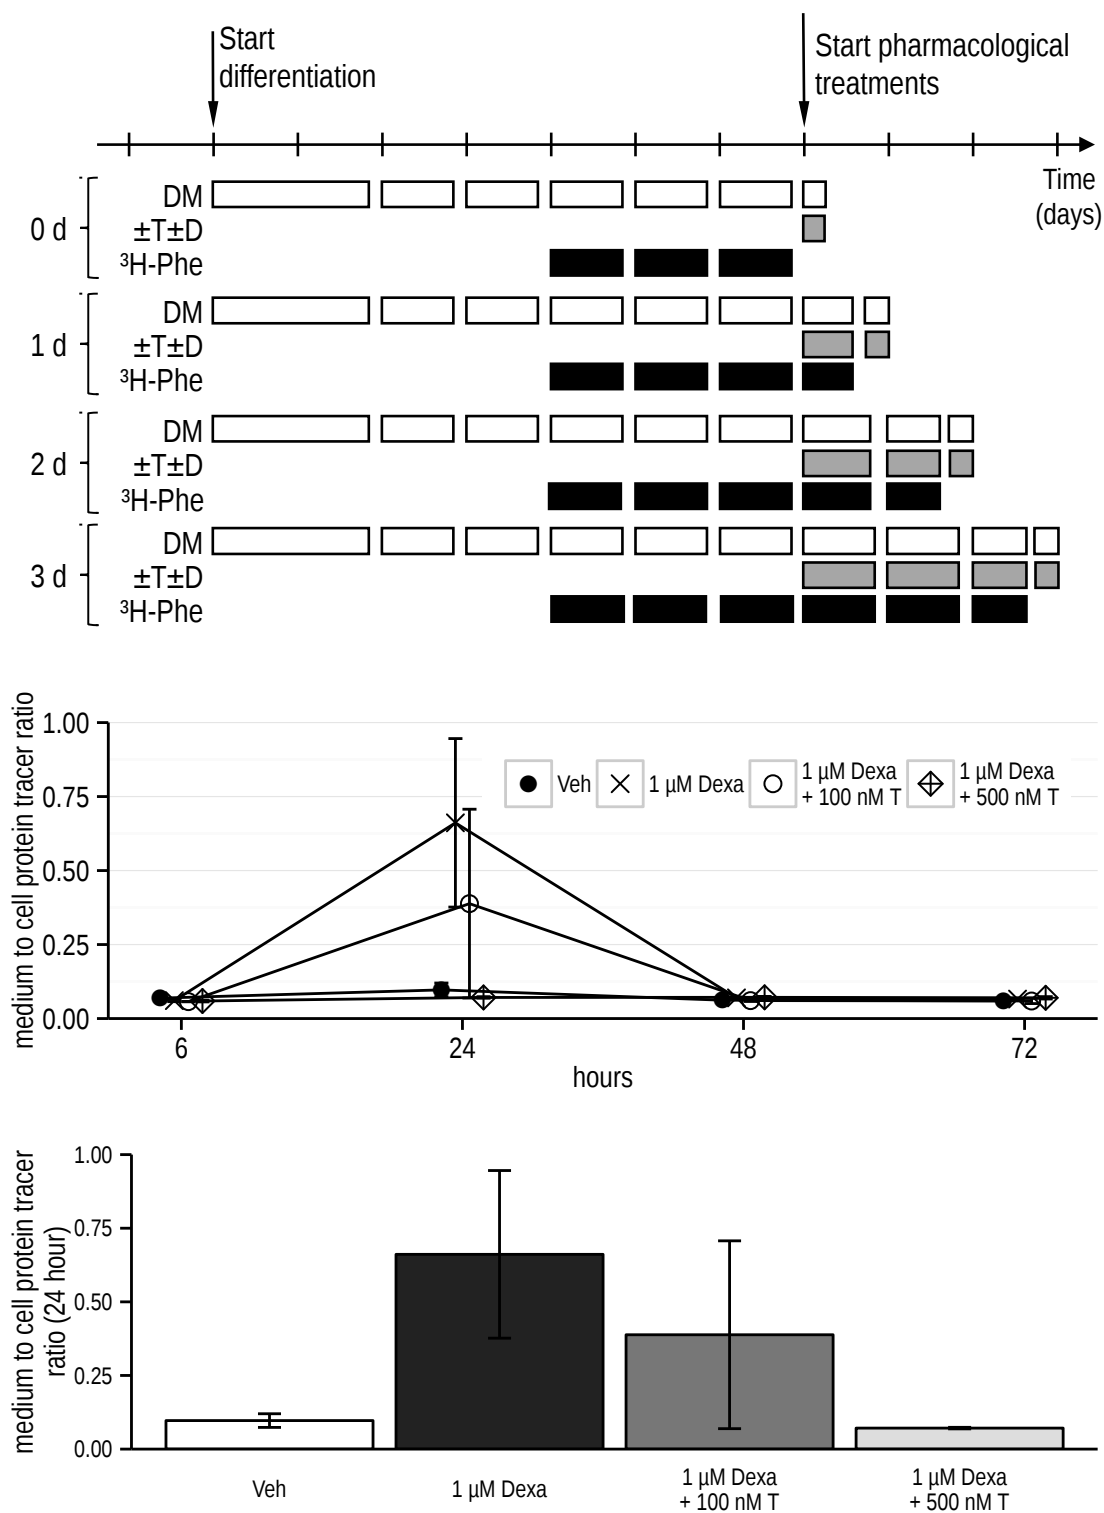 Start
differentiation
Start pharmacological
treatments
Time
(days)
0 d
DM
±T±D
³H-Phe
1 d
DM
±T±D
³H-Phe
2 d
DM
±T±D
³H-Phe
3 d
DM
±T±D
³H-Phe
medium to cell protein tracer ratio
1.00
0.75
0.50
0.25
0.00
Veh
1 µM Dexa
1 µM Dexa
+ 100 nM T
1 µM Dexa
+ 500 nM T
6
24
48
72
hours
medium to cell protein tracer
ratio (24 hour)
1.00
0.75
0.50
0.25
0.00
Veh
1 µM Dexa
1 µM Dexa
+ 100 nM T
1 µM Dexa
+ 500 nM T